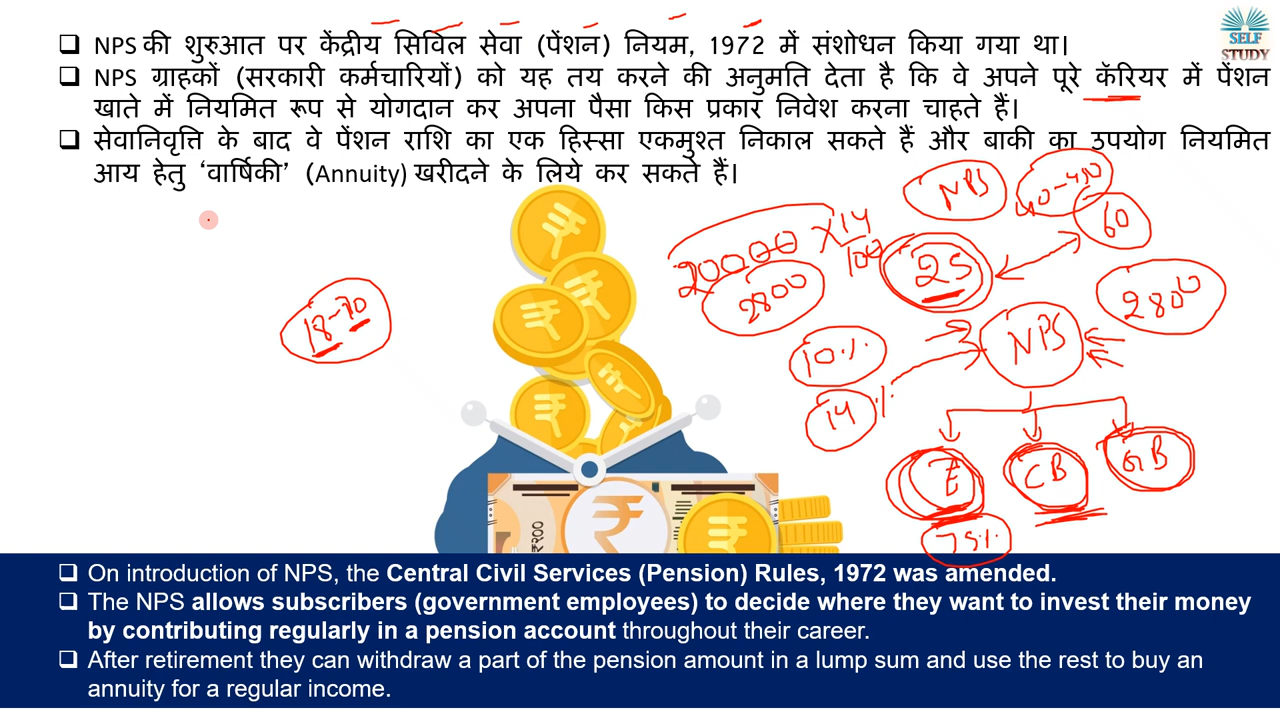 ❑ NPS की शुरुआत पर केंद्रीय सिविल सेवा (पेंशन) नियम, 1972 में संशोधन किया गया था।
❑ NPS ग्राहकों (सरकारी कर्मचारियों) को यह तय करने की अनुमति देता है कि वे अपने पूरे कॅरियर में पेंशन
खाते में नियमित रूप से योगदान कर अपना पैसा किस प्रकार निवेश करना चाहते हैं।
❑ सेवानिवृत्ति के बाद वे पेंशन राशि का एक हिस्सा एकमुश्त निकाल सकते हैं और बाकी का उपयोग नियमित
आय हेतु ‘वार्षिकी’ (Annuity) खरीदने के लिये कर सकते हैं।
SELF
STUDY
NPS
60
20000 × 14/100
25
2800
2800
18-70
NPS
10%
14%
E
CB
GB
75%
❑ On introduction of NPS, the Central Civil Services (Pension) Rules, 1972 was amended.
❑ The NPS allows subscribers (government employees) to decide where they want to invest their money
by contributing regularly in a pension account throughout their career.
❑ After retirement they can withdraw a part of the pension amount in a lump sum and use the rest to buy an
annuity for a regular income.